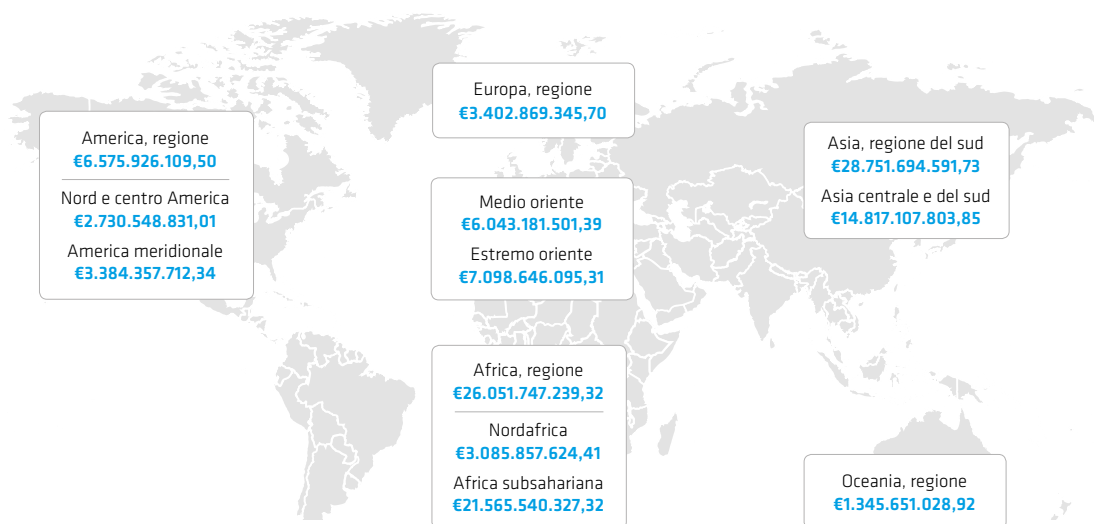 Europa, regione
€3.402.869.345,70
America, regione
€6.575.926.109,50
Nord e centro America
€2.730.548.831,01
America meridionale
€3.384.357.712,34
Asia, regione del sud
€28.751.694.591,73
Asia centrale e del sud
€14.817.107.803,85
Medio oriente
€6.043.181.501,39
Estremo oriente
€7.098.646.095,31
Africa, regione
€26.051.747.239,32
Nordafrica
€3.085.857.624,41
Africa subsahariana
€21.565.540.327,32
Oceania, regione
€1.345.651.028,92